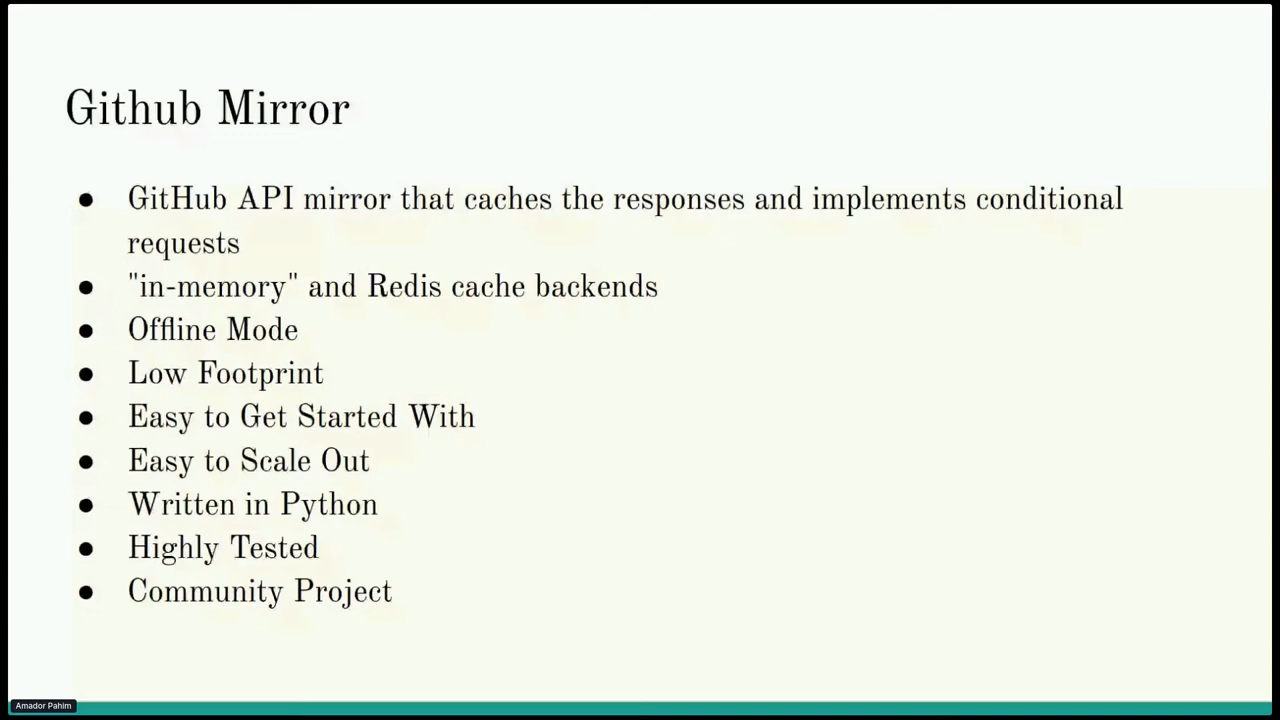 Github Mirror
● GitHub API mirror that caches the responses and implements conditional
requests
● "in-memory" and Redis cache backends
● Offline Mode
● Low Footprint
● Easy to Get Started With
● Easy to Scale Out
● Written in Python
● Highly Tested
● Community Project
Amador Pahim